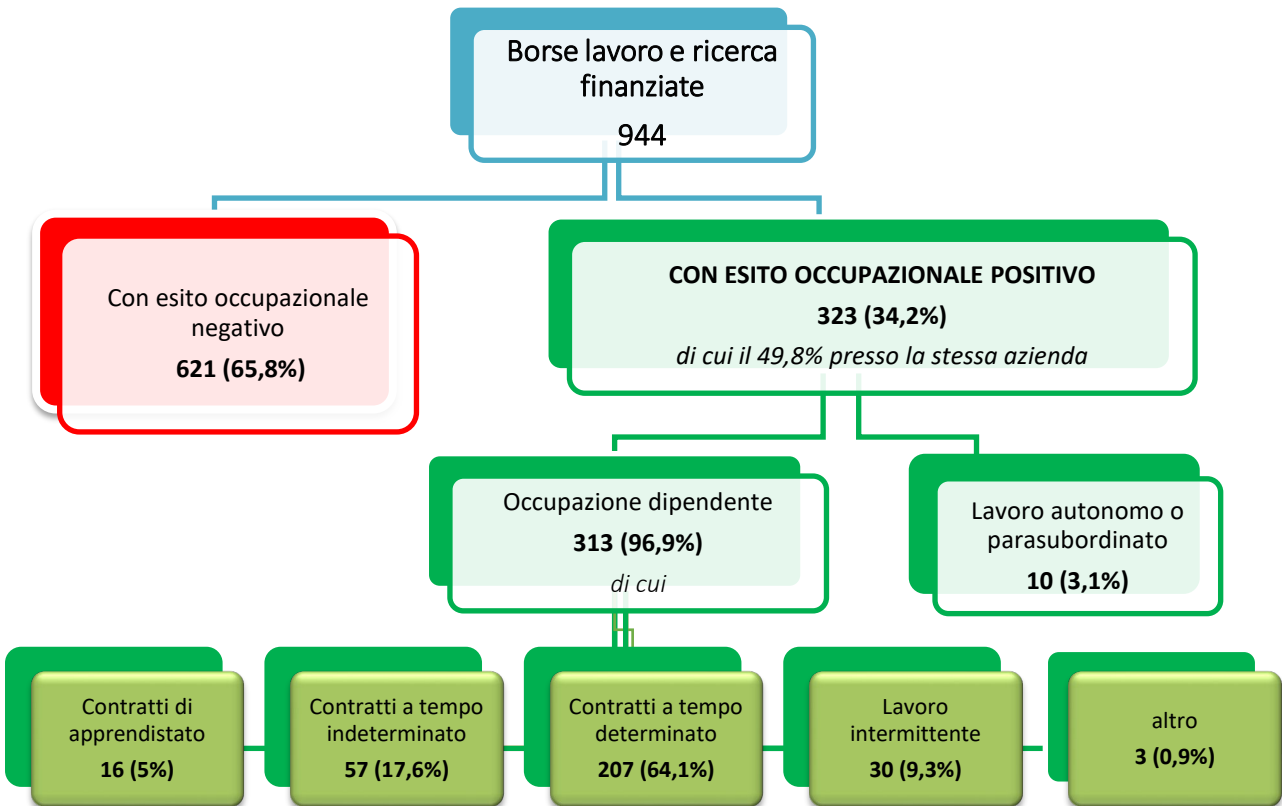 Borse lavoro e ricerca
finanziate
944
Con esito occupazionale
negativo
621 (65,8%)
CON ESITO OCCUPAZIONALE POSITIVO
323 (34,2%)
di cui il 49,8% presso la stessa azienda
Occupazione dipendente
313 (96,9%)
di cui
Lavoro autonomo o
parasubordinato
10 (3,1%)
Contratti di
apprendistato
16 (5%)
Contratti a tempo
indeterminato
57 (17,6%)
Contratti a tempo
determinato
207 (64,1%)
Lavoro
intermittente
30 (9,3%)
altro
3 (0,9%)